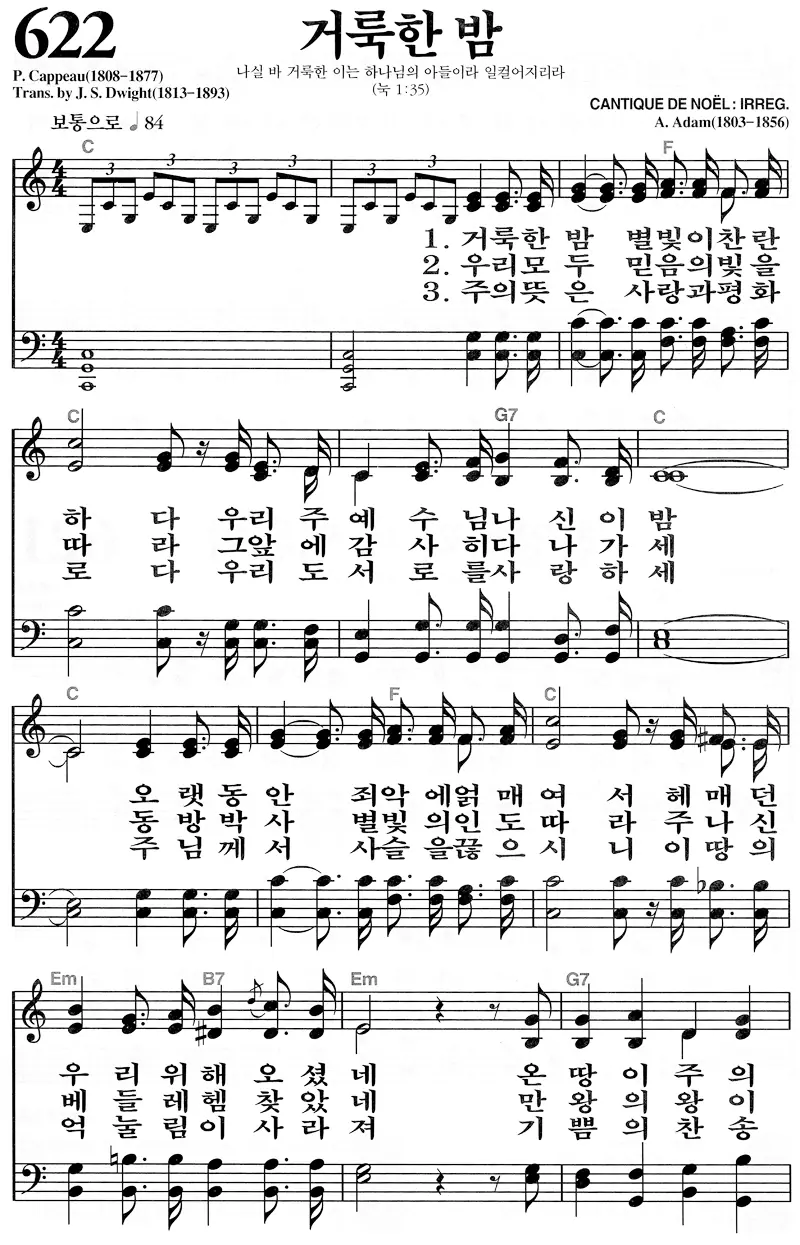 622
거룩한 밤
P. Cappeau(1808–1877)
Trans. by J. S. Dwight(1813–1893)
나실 바 거룩한 이는 하나님의 아들이라 일컬어지리라
(눅 1:35)
CANTIQUE DE NOËL : IRREG.
A. Adam(1803–1856)
보통으로 ♩84
C F
3 3 3 3 3 3
1. 거룩한 밤 별빛이찬란
2. 우리모 두 믿음의빛을
3. 주의뜻 은 사랑과평화
C G7 C
하 다 우리 주 예 수 님나 신 이 밤
따 라 그앞 에 감 사 히다 나 가 세
로 다 우리 도 서 로 를사 랑 하 세
C F C
오 랫 동 안 죄악 에얽 매 여 서 헤 매 던
동 방 박 사 별빛 의인 도 따 라 주 나 신
주 님 께 서 사슬 을끊 으 시 니 이 땅 의
Em B7 Em G7
우 리 위 해 오 셨 네 온 땅 이 주 의
베 들 레 헴 찾 았 네 만 왕 의 왕 이
억 눌 림 이 사 라 져 기 쁨 의 찬 송